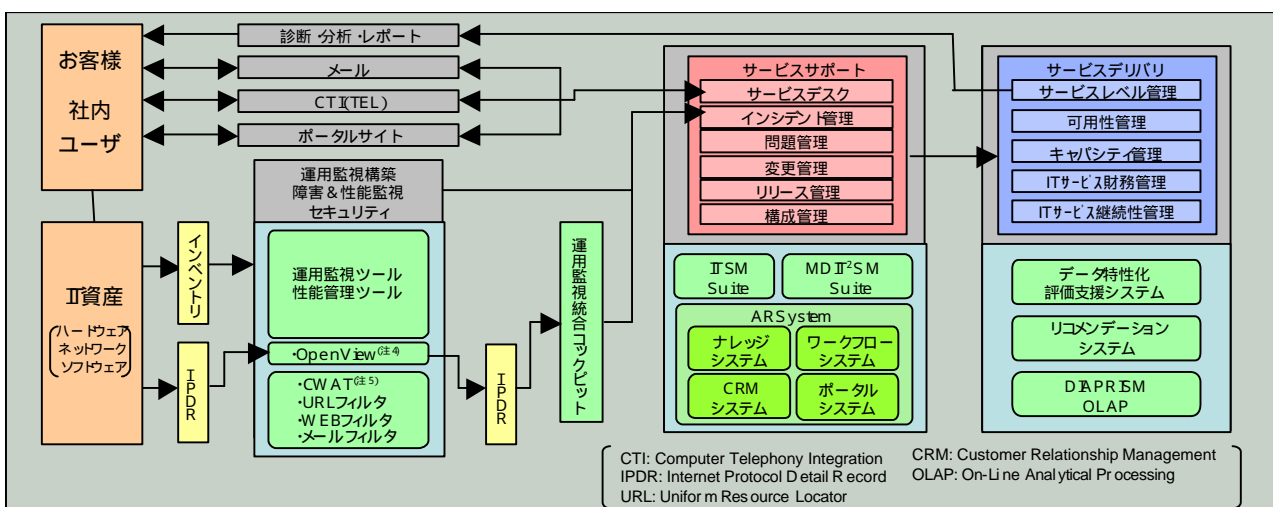 お客様
社内
ユーザ
診断・分析・レポート
メール
CTI(TEL)
ポータルサイト
運用監視構築
障害&性能監視
セキュリティ
サービスサポート
サービスデスク
インシデント管理
問題管理
変更管理
リリース管理
構成管理
サービスデリバリ
サービスレベル管理
可用性管理
キャパシティ管理
ITサービス財務管理
ITサービス継続性管理
IT資産
ハードウェア
ネットワーク
ソフトウェア
インベントリ
IPDR
運用監視ツール
性能管理ツール
・OpenView(注4)
・CWAT(注5)
・URLフィルタ
・WEBフィルタ
・メールフィルタ
IPDR
運用監視統合コックピット
ITSM
Suite
MDIT²SM
Suite
ARSystem
ナレッジ
システム
ワークフロー
システム
CRM
システム
ポータル
システム
データ特性化
評価支援システム
リコメンデーション
システム
DIAPRISM
OLAP
CTI: Computer Telephony Integration
IPDR: Internet Protocol Detail Record
URL: Uniform Resource Locator
CRM: Customer Relationship Management
OLAP: On-Line Analytical Processing